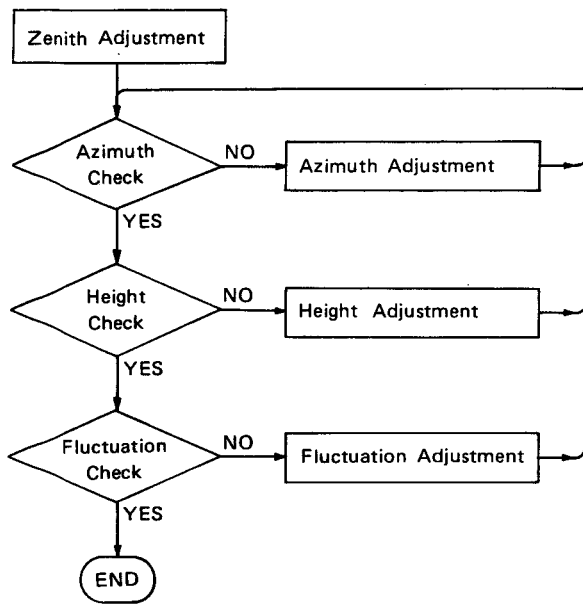 Zenith Adjustment
Azimuth
Check
NO
Azimuth Adjustment
YES
Height
Check
NO
Height Adjustment
YES
Fluctuation
Check
NO
Fluctuation Adjustment
YES
END